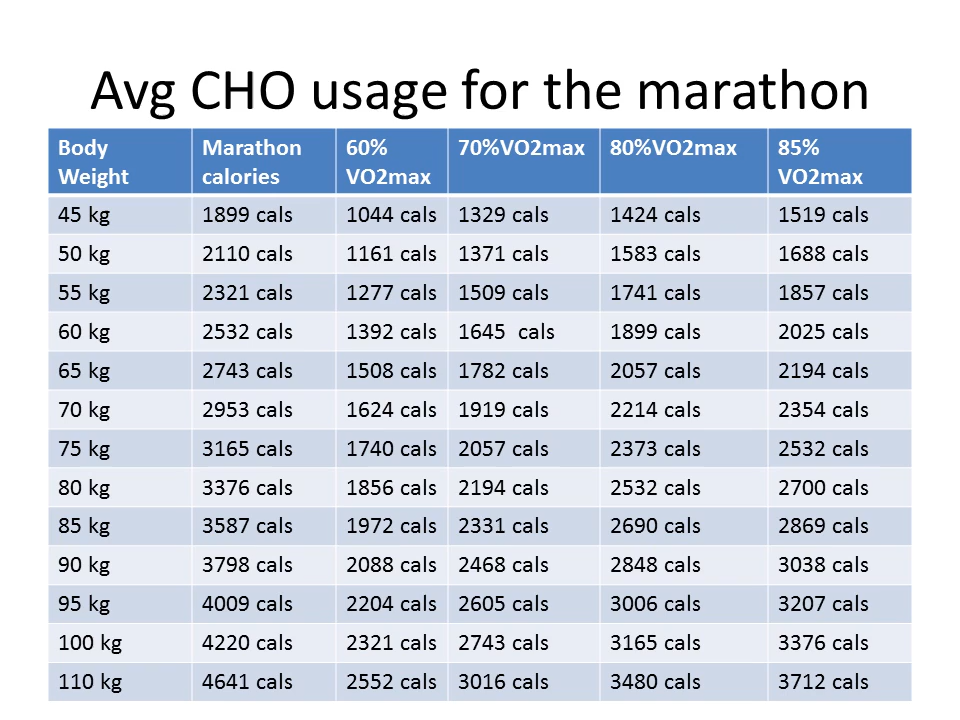 Avg CHO usage for the marathon
Body Weight Marathon calories 60% VO2max 70%VO2max 80%VO2max 85% VO2max
45 kg 1899 cals 1044 cals 1329 cals 1424 cals 1519 cals
50 kg 2110 cals 1161 cals 1371 cals 1583 cals 1688 cals
55 kg 2321 cals 1277 cals 1509 cals 1741 cals 1857 cals
60 kg 2532 cals 1392 cals 1645 cals 1899 cals 2025 cals
65 kg 2743 cals 1508 cals 1782 cals 2057 cals 2194 cals
70 kg 2953 cals 1624 cals 1919 cals 2214 cals 2354 cals
75 kg 3165 cals 1740 cals 2057 cals 2373 cals 2532 cals
80 kg 3376 cals 1856 cals 2194 cals 2532 cals 2700 cals
85 kg 3587 cals 1972 cals 2331 cals 2690 cals 2869 cals
90 kg 3798 cals 2088 cals 2468 cals 2848 cals 3038 cals
95 kg 4009 cals 2204 cals 2605 cals 3006 cals 3207 cals
100 kg 4220 cals 2321 cals 2743 cals 3165 cals 3376 cals
110 kg 4641 cals 2552 cals 3016 cals 3480 cals 3712 cals